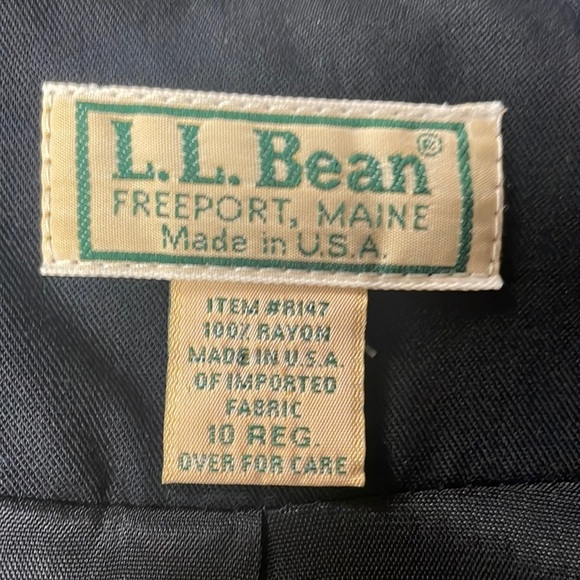 L.L. Bean®
FREEPORT, MAINE
Made in U.S.A.
ITEM #R147
100% RAYON
MADE IN U.S.A.
OF IMPORTED
FABRIC
10 REG.
OVER FOR CARE